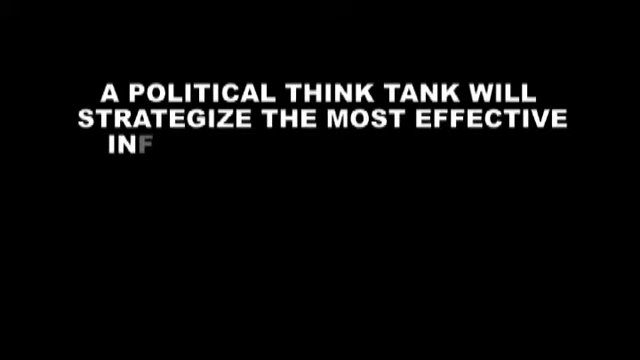 A POLITICAL THINK TANK WILL
STRATEGIZE THE MOST EFFECTIVE
INF